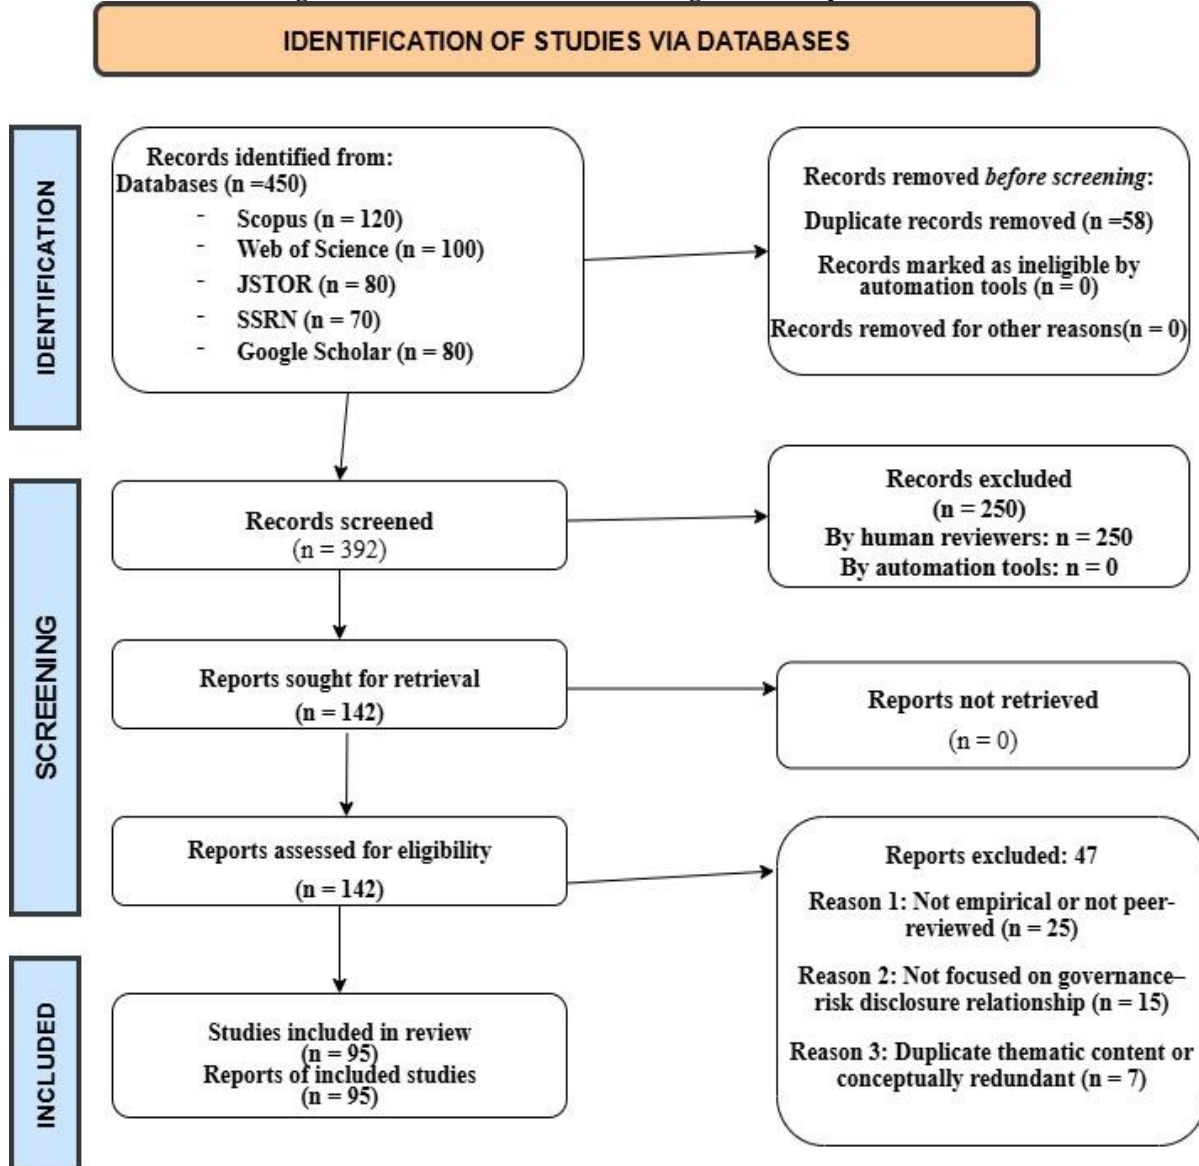 IDENTIFICATION OF STUDIES VIA DATABASES
IDENTIFICATION
Records identified from:
Databases (n =450)
- Scopus (n = 120)
- Web of Science (n = 100)
- JSTOR (n = 80)
- SSRN (n = 70)
- Google Scholar (n = 80)
Records removed before screening:
Duplicate records removed (n =58)
Records marked as ineligible by
automation tools (n = 0)
Records removed for other reasons(n = 0)
SCREENING
Records screened
(n = 392)
Records excluded
(n = 250)
By human reviewers: n = 250
By automation tools: n = 0
Reports sought for retrieval
(n = 142)
Reports not retrieved
(n = 0)
Reports assessed for eligibility
(n = 142)
Reports excluded: 47
Reason 1: Not empirical or not peer-
reviewed (n = 25)
Reason 2: Not focused on governance–
risk disclosure relationship (n = 15)
Reason 3: Duplicate thematic content or
conceptually redundant (n = 7)
INCLUDED
Studies included in review
(n = 95)
Reports of included studies
(n = 95)